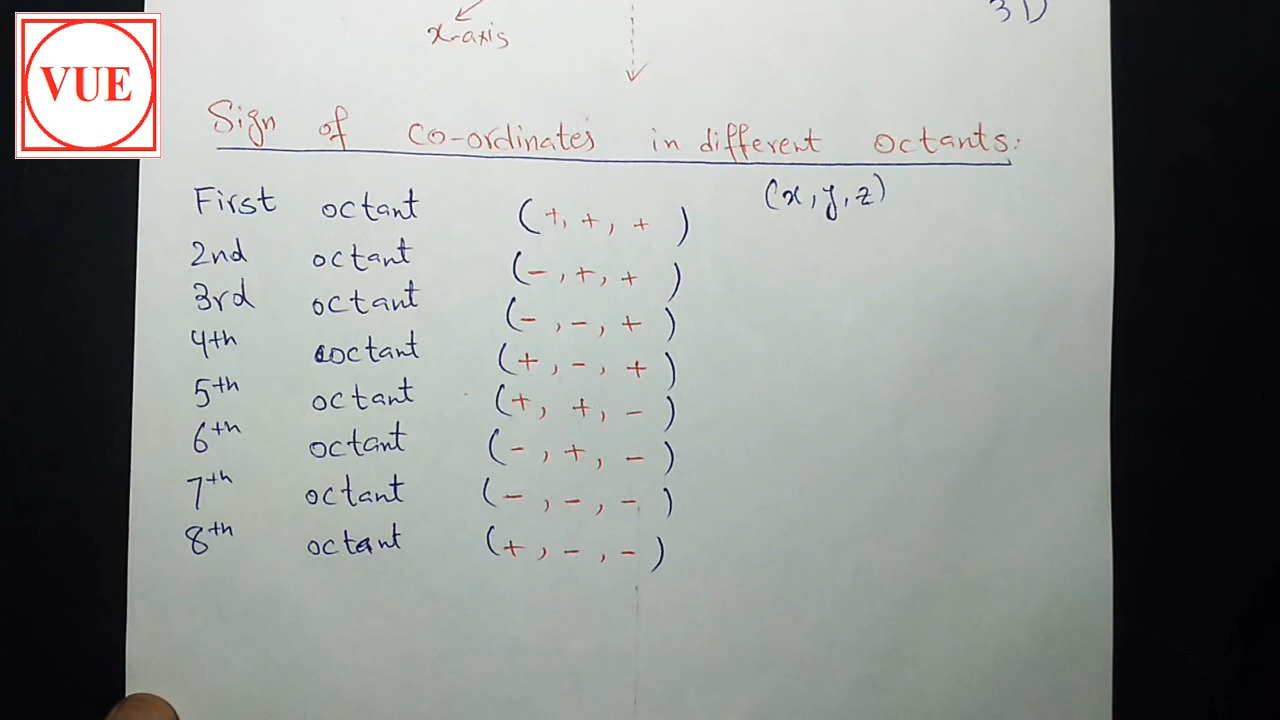 VUE
3D
x-axis
Sign of co-ordinates in different octants:
(x, y, z)
First octant (+, +, +)
2nd octant (-, +, +)
3rd octant (-, -, +)
4th octant (+, -, +)
5th octant (+, +, -)
6th octant (-, +, -)
7th octant (-, -, -)
8th octant (+, -, -)